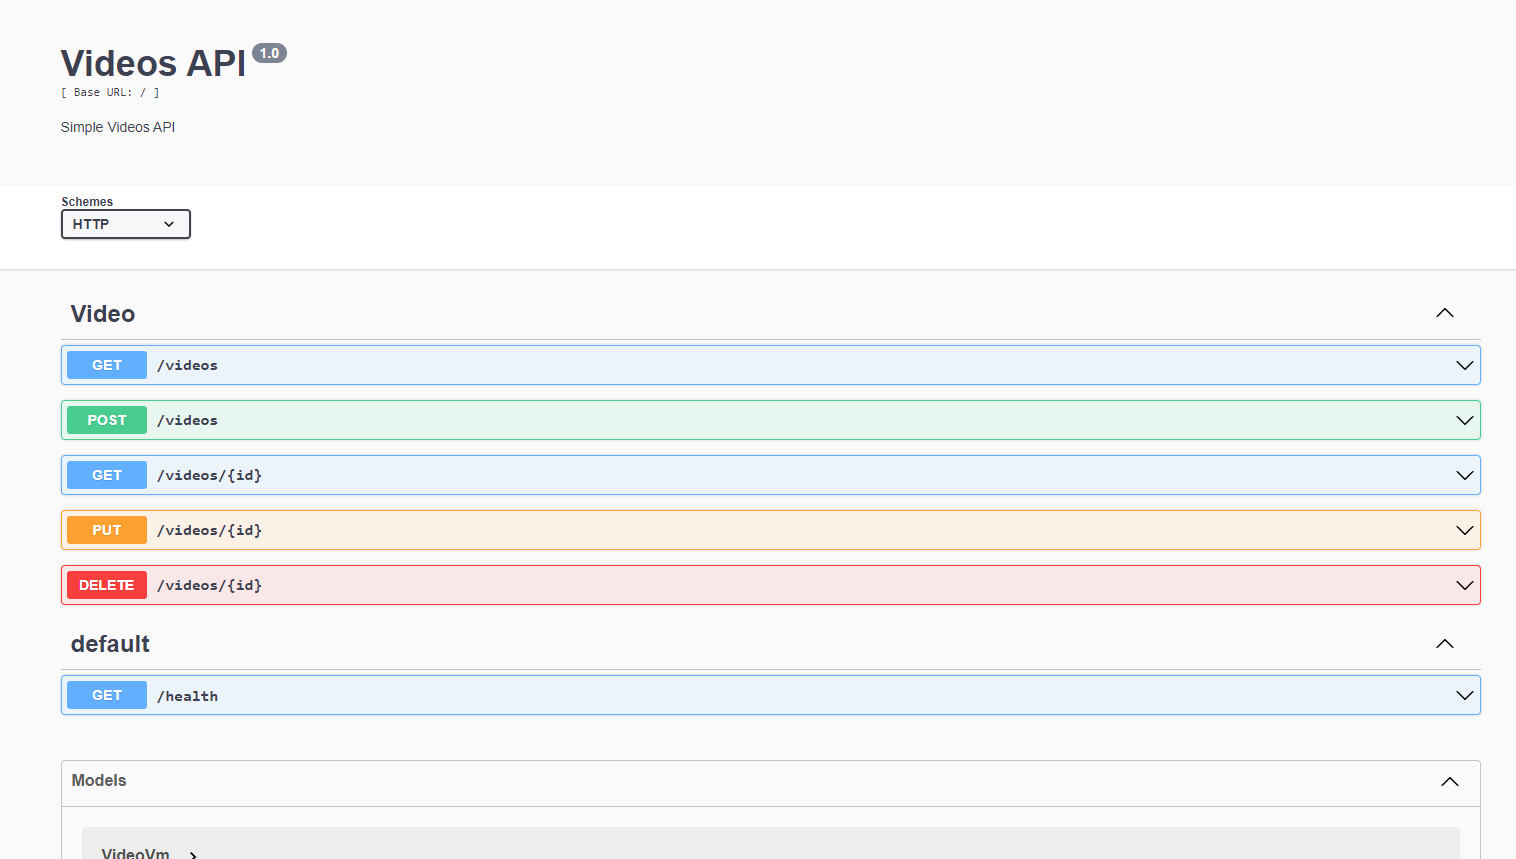 Videos API 1.0
[ Base URL: / ]
Simple Videos API
Schemes
HTTP
Video
GET /videos
POST /videos
GET /videos/{id}
PUT /videos/{id}
DELETE /videos/{id}
default
GET /health
Models
VideoVm